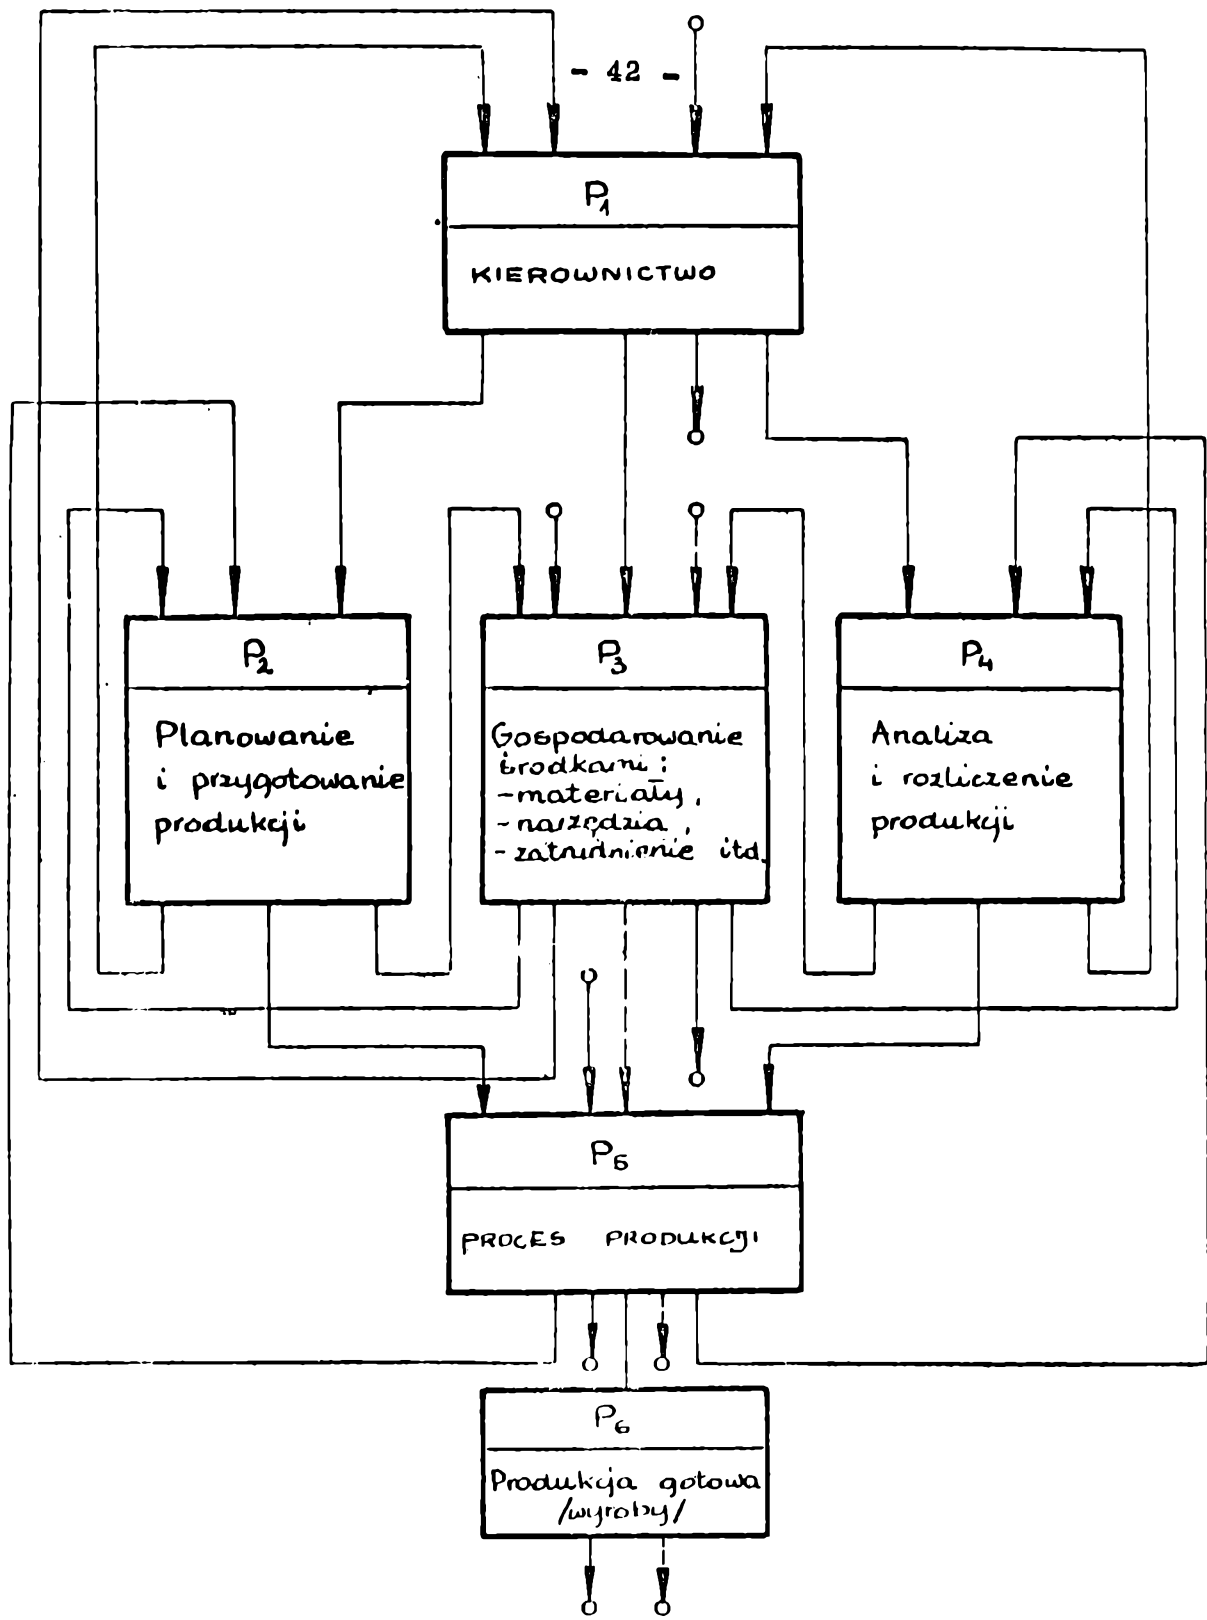 - 42 -
P1
KIEROWNICTWO
P2
Planowanie
i przygotowanie
produkcji
P3
Gospodarowanie
środkami:
- materiały,
- narzędzia,
- zatrudnienie itd.
P4
Analiza
i rozliczenie
produkcji
P5
PROCES PRODUKCJI
P6
Produkcja gotowa
/wyroby/